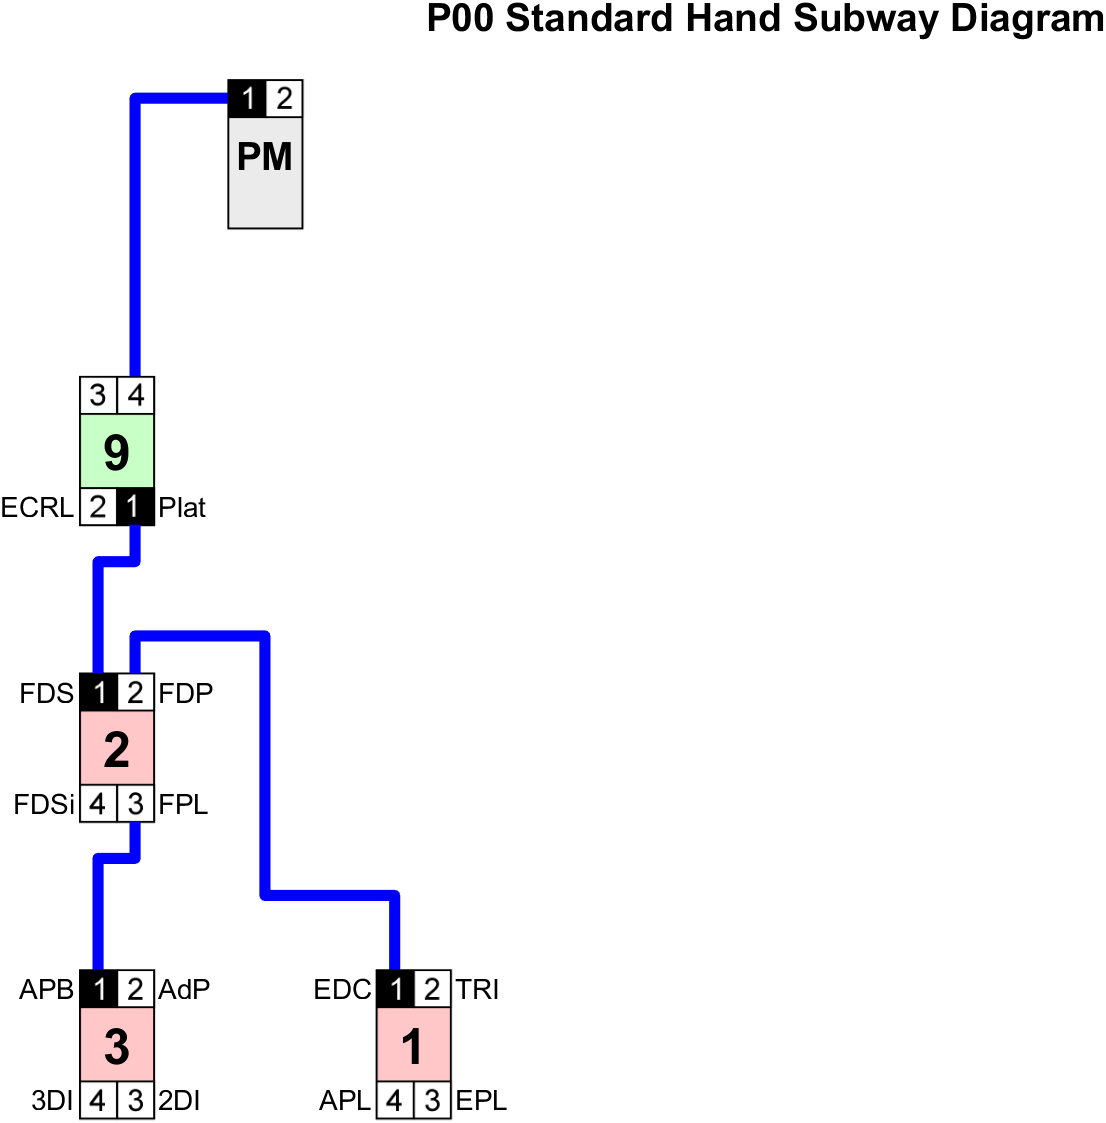 P00 Standard Hand Subway Diagram
1 2
PM
3 4
9
ECRL 2 1 Plat
FDS 1 2 FDP
2
FDSi 4 3 FPL
APB 1 2 AdP EDC 1 2 TRI
3 1
3DI 4 3 2DI APL 4 3 EPL